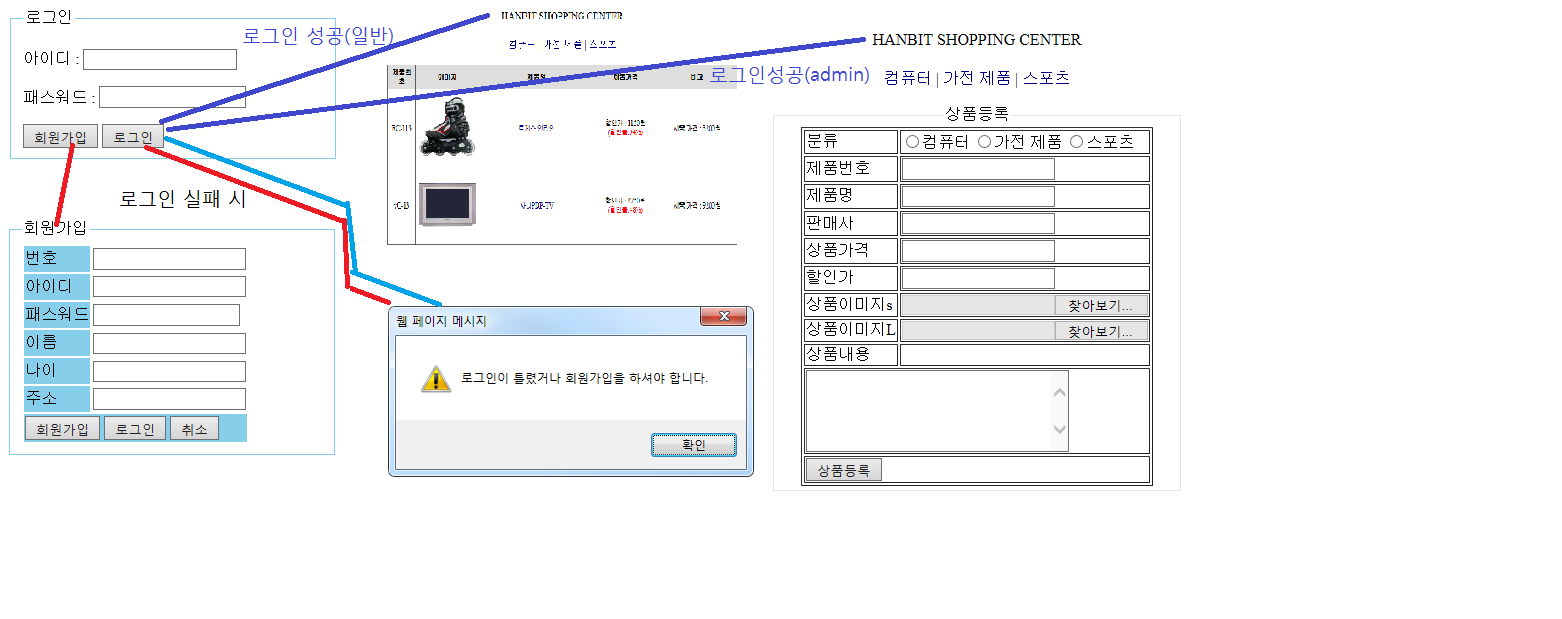 로그인
아이디 :
패스워드 :
회원가입 로그인
로그인 성공(일반)
로그인 실패 시
회원가입
번호
아이디
패스워드
이름
나이
주소
회원가입 로그인 취소
HANBIT SHOPPING CENTER
컴퓨터 | 가전 제품 | 스포츠
제품번호 이미지 제품명 제품가격 비고
웹 페이지 메시지
로그인이 틀렸거나 회원가입을 하셔야 합니다.
확인
로그인성공(admin)
HANBIT SHOPPING CENTER
컴퓨터 | 가전 제품 | 스포츠
상품등록
분류 컴퓨터 가전 제품 스포츠
제품번호
제품명
판매사
상품가격
할인가
상품이미지s 찾아보기...
상품이미지L 찾아보기...
상품내용
상품등록